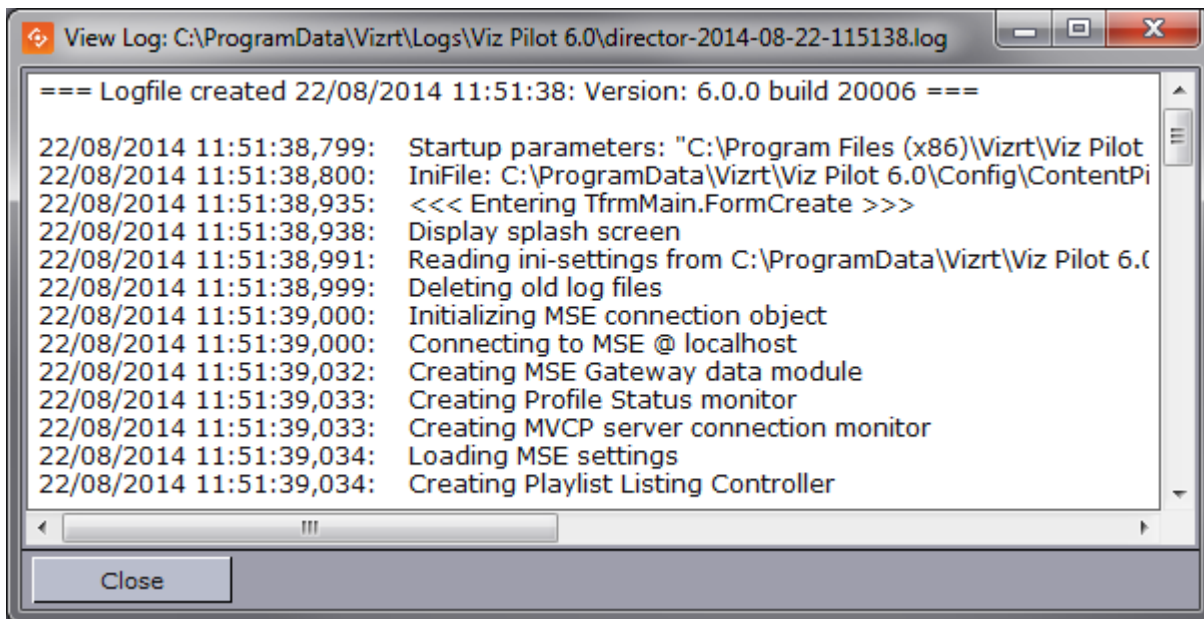 View Log: C:\ProgramData\Vizrt\Logs\Viz Pilot 6.0\director-2014-08-22-115138.log
=== Logfile created 22/08/2014 11:51:38: Version: 6.0.0 build 20006 ===
22/08/2014 11:51:38,799: Startup parameters: "C:\Program Files (x86)\Vizrt\Viz Pilot
22/08/2014 11:51:38,800: IniFile: C:\ProgramData\Vizrt\Viz Pilot 6.0\Config\ContentPi
22/08/2014 11:51:38,935: <<< Entering TfrmMain.FormCreate >>>
22/08/2014 11:51:38,938: Display splash screen
22/08/2014 11:51:38,991: Reading ini-settings from C:\ProgramData\Vizrt\Viz Pilot 6.0
22/08/2014 11:51:38,999: Deleting old log files
22/08/2014 11:51:39,000: Initializing MSE connection object
22/08/2014 11:51:39,000: Connecting to MSE @ localhost
22/08/2014 11:51:39,032: Creating MSE Gateway data module
22/08/2014 11:51:39,033: Creating Profile Status monitor
22/08/2014 11:51:39,033: Creating MVCP server connection monitor
22/08/2014 11:51:39,034: Loading MSE settings
22/08/2014 11:51:39,034: Creating Playlist Listing Controller
Close